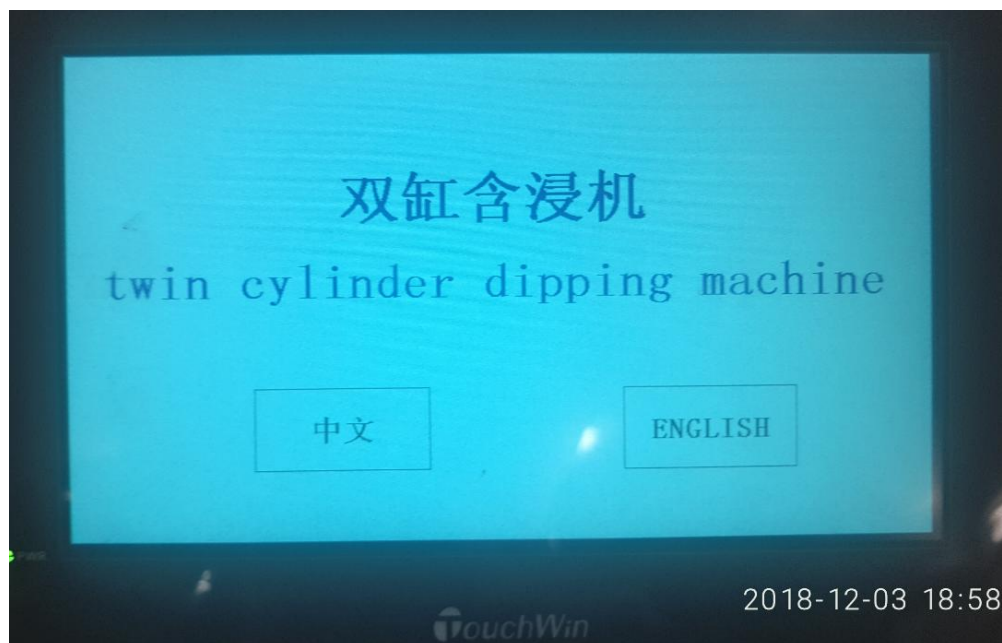 双缸含浸机
twin cylinder dipping machine
中文
ENGLISH
PWR
2018-12-03 18:58
TouchWin